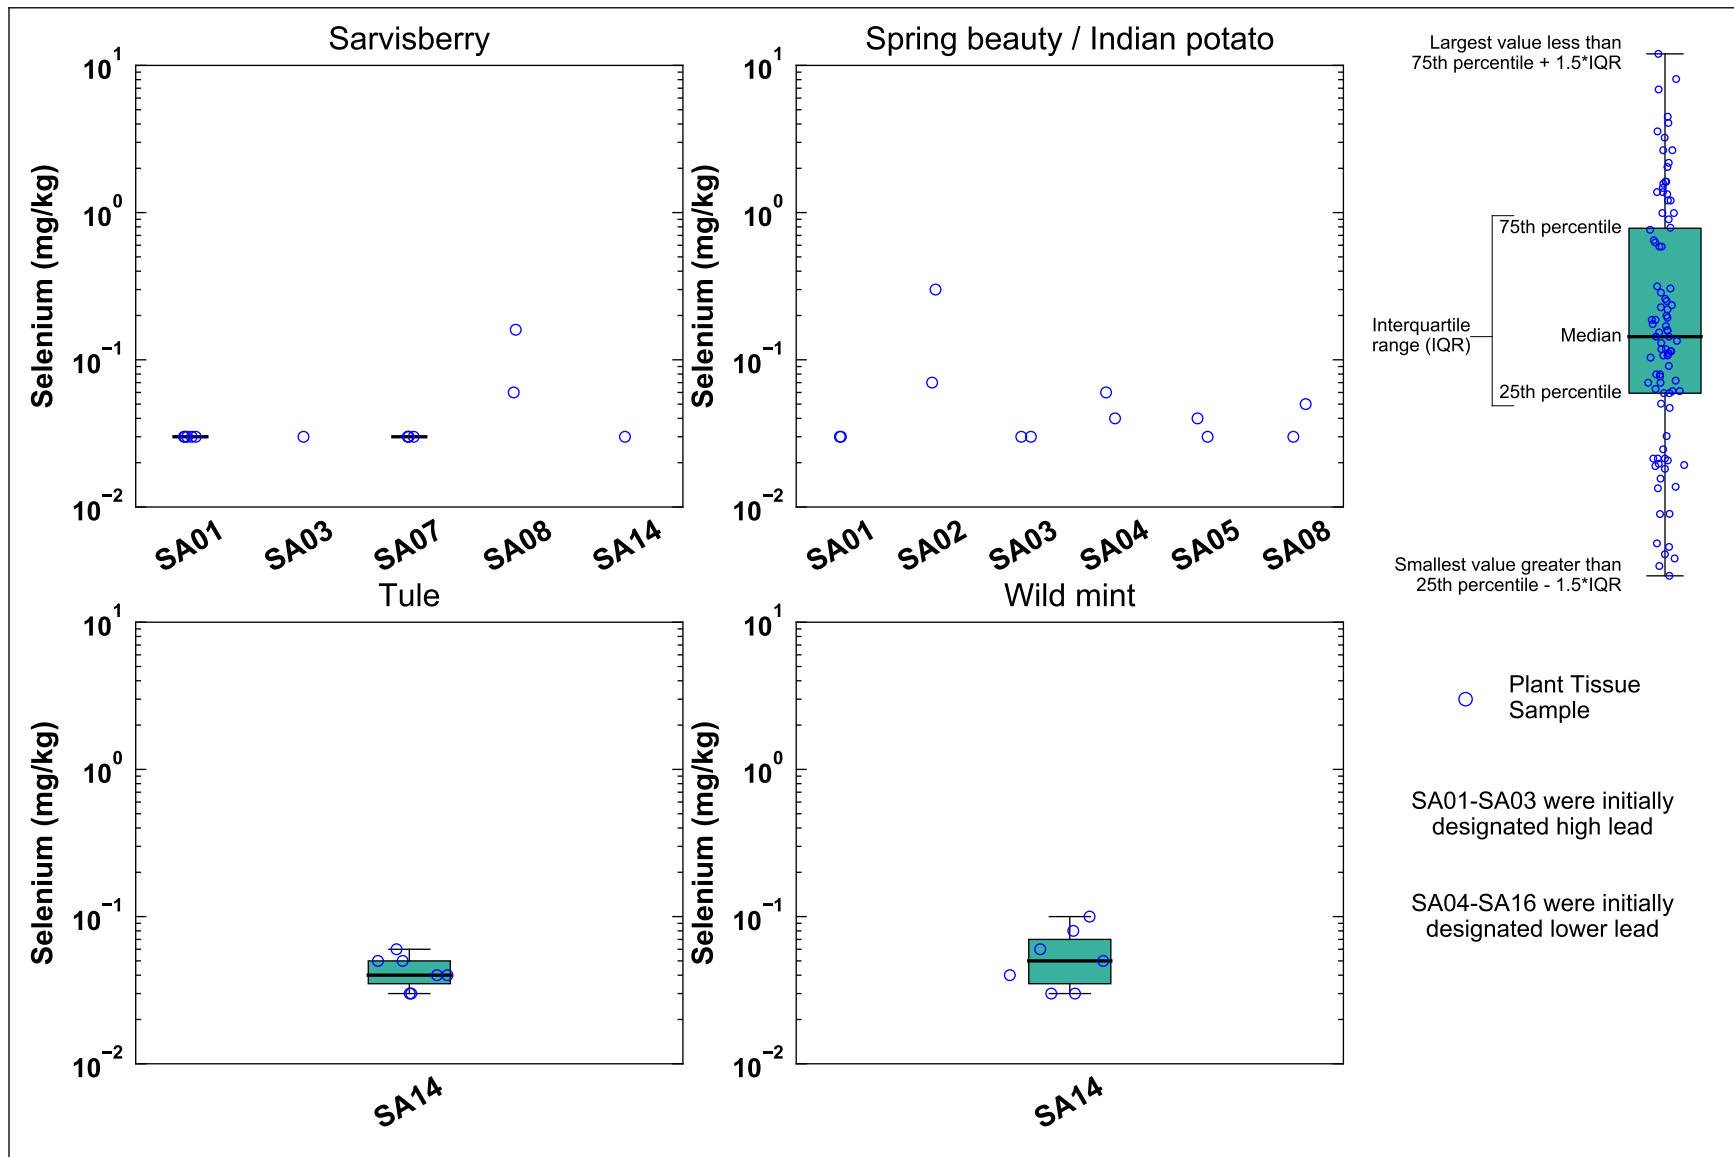 Sarvisberry
Selenium (mg/kg)
10^1
10^0
10^−1
10^−2
SA01
SA03
SA07
SA08
SA14
Spring beauty / Indian potato
Selenium (mg/kg)
10^1
10^0
10^−1
10^−2
SA01
SA02
SA03
SA04
SA05
SA08
Tule
Selenium (mg/kg)
10^1
10^0
10^−1
10^−2
SA14
Wild mint
Selenium (mg/kg)
10^1
10^0
10^−1
10^−2
SA14
Largest value less than
75th percentile + 1.5*IQR
75th percentile
Interquartile
range (IQR)
Median
25th percentile
Smallest value greater than
25th percentile - 1.5*IQR
Plant Tissue
Sample
SA01-SA03 were initially
designated high lead
SA04-SA16 were initially
designated lower lead